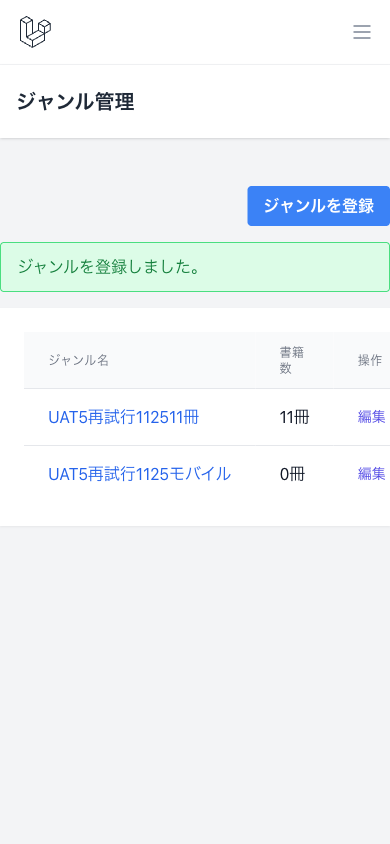 ジャンル管理
ジャンルを登録
ジャンルを登録しました。
ジャンル名
書籍
数
操作
UAT5再試行112511冊
11冊
編集
UAT5再試行1125モバイル
0冊
編集